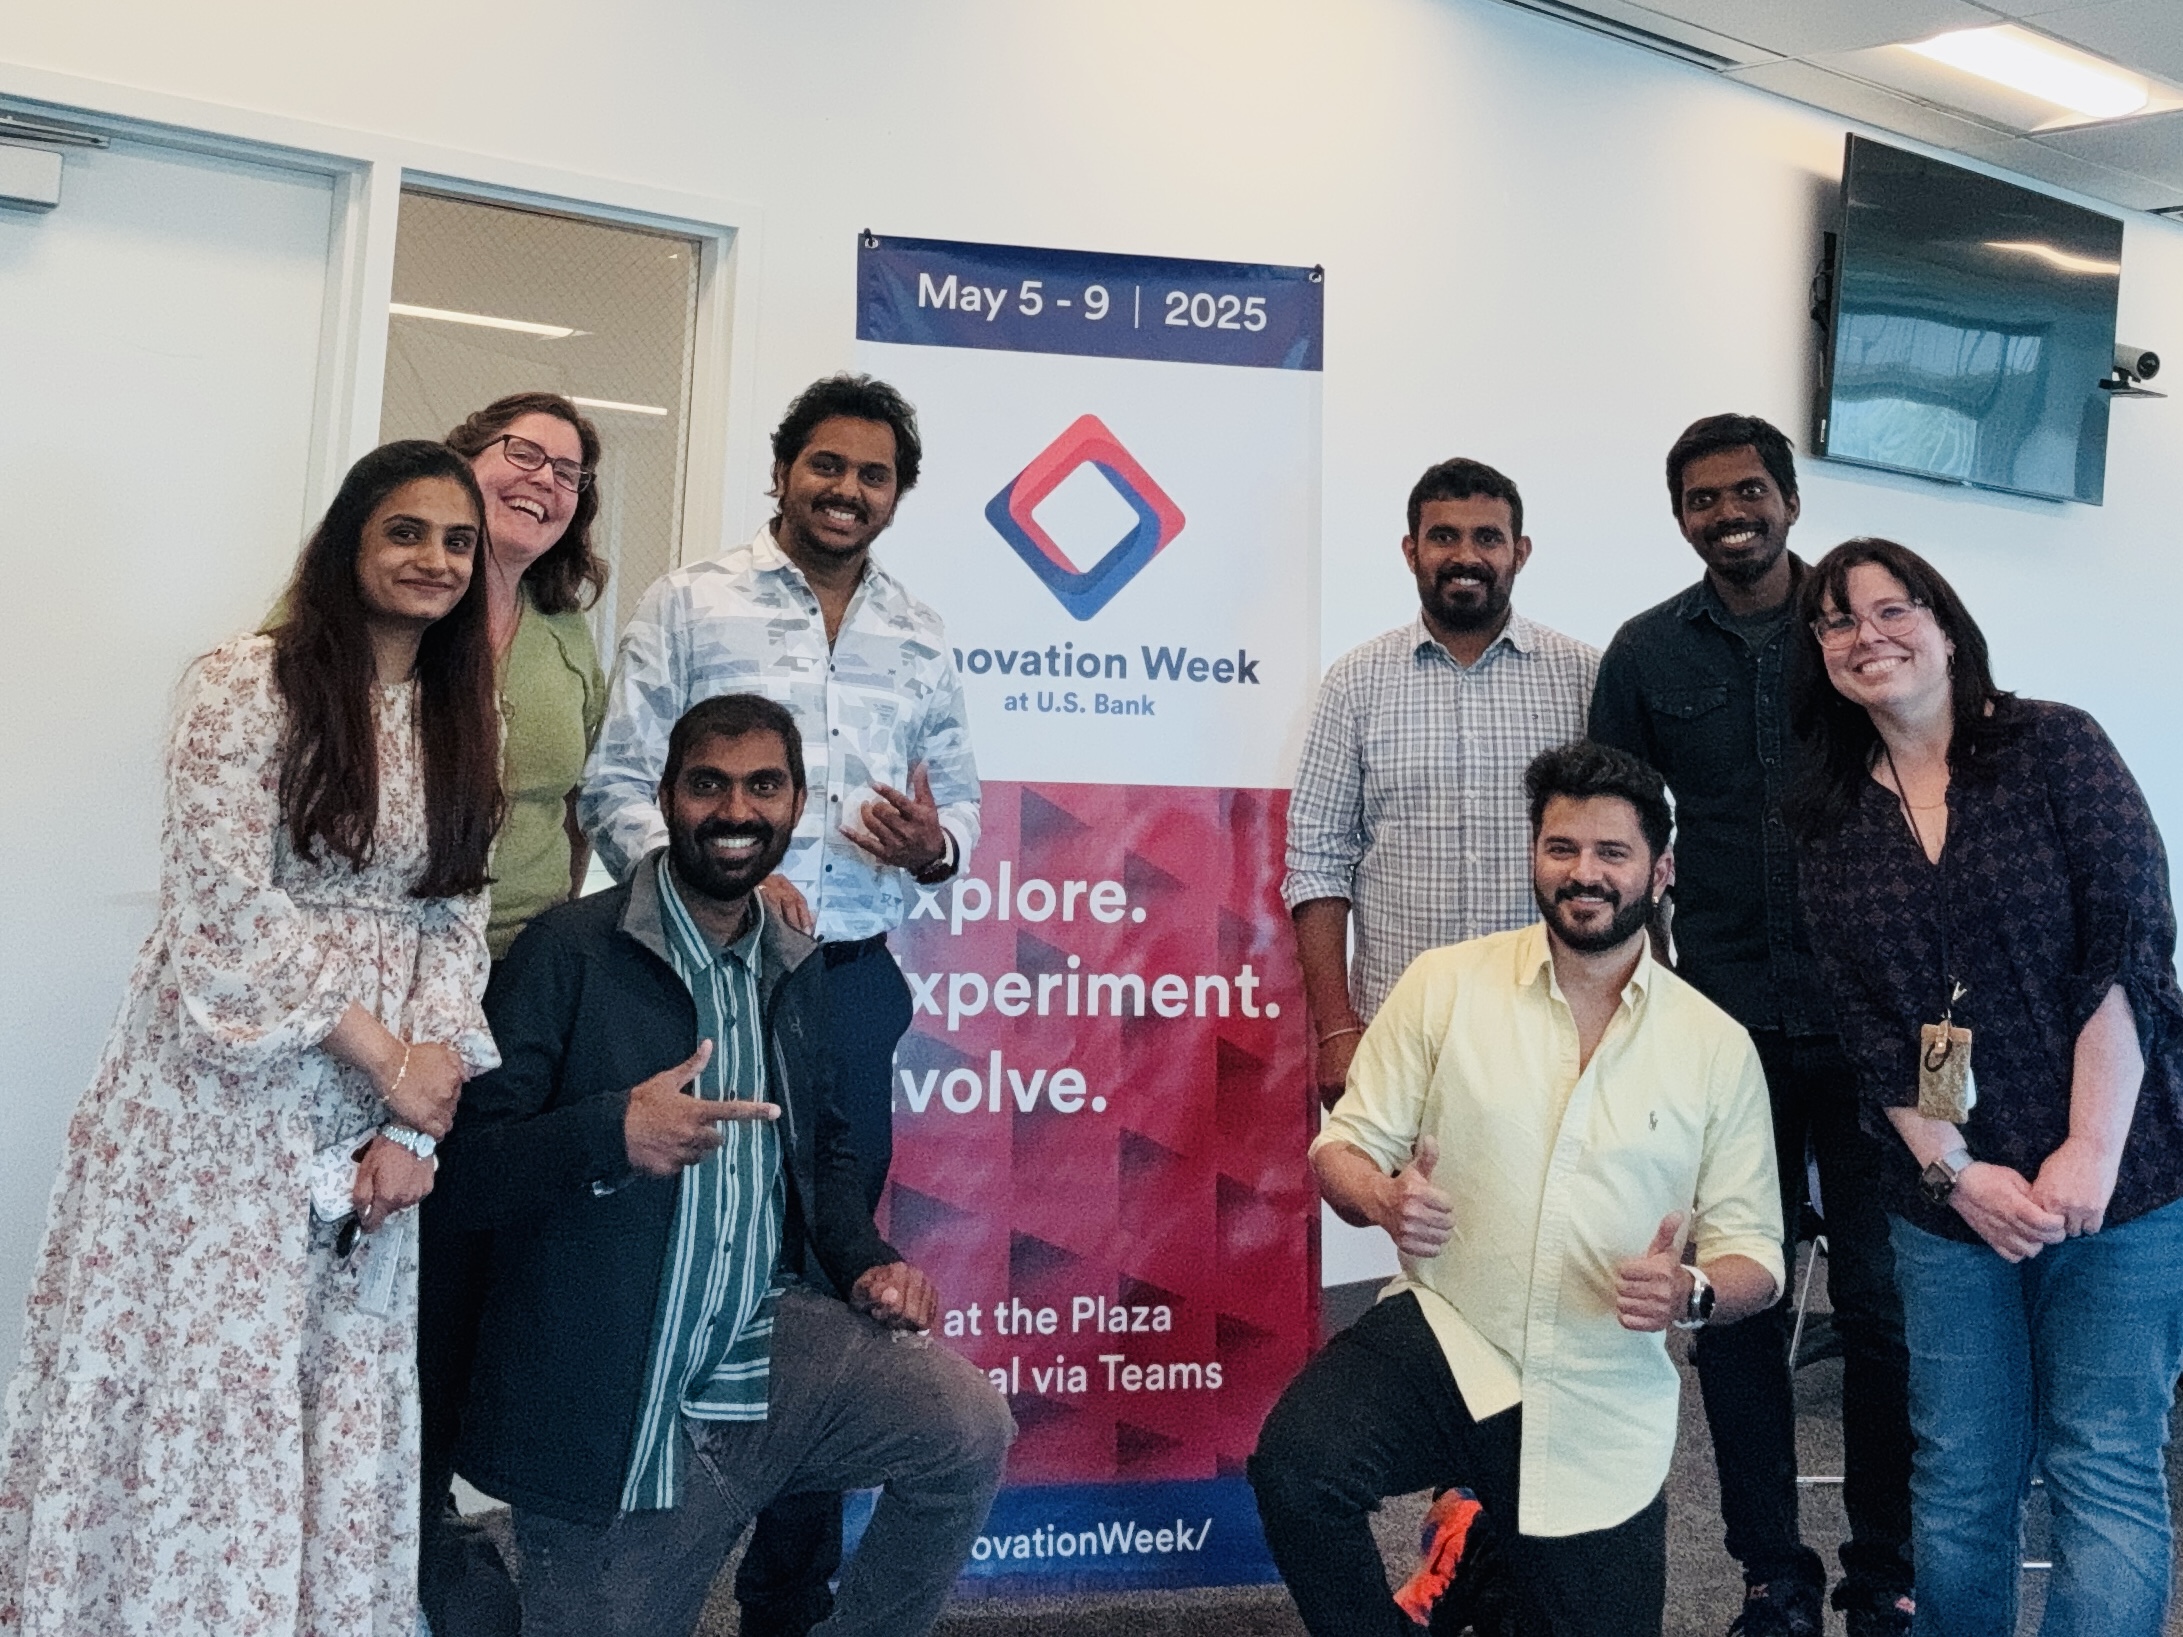 May 5 - 9 | 2025
novation Week
at U.S. Bank
xplore.
xperiment.
volve.
at the Plaza
al via Teams
ovationWeek/